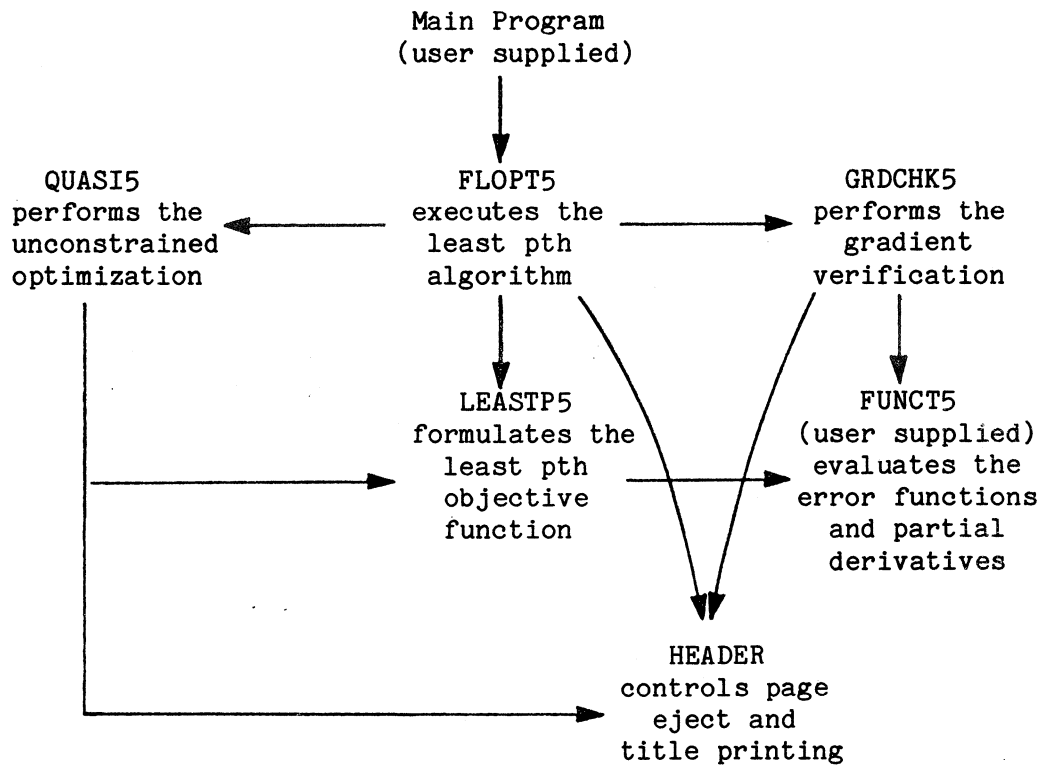 Main Program
(user supplied)
QUASI5
performs the
unconstrained
optimization
FLOPT5
executes the
least pth
algorithm
GRDCHK5
performs the
gradient
verification
LEASTP5
formulates the
least pth
objective
function
FUNCT5
(user supplied)
evaluates the
error functions
and partial
derivatives
HEADER
controls page
eject and
title printing